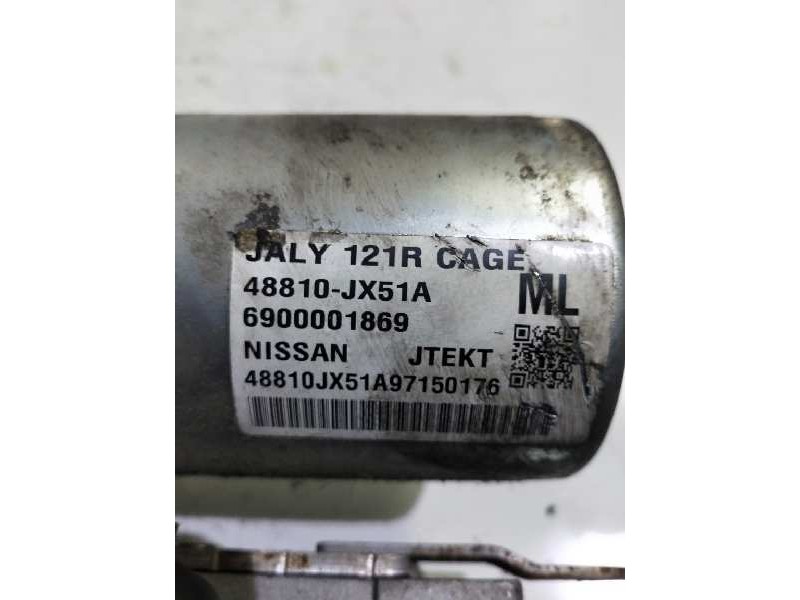 JALY 121R CAGE
48810-JX51A
ML
6900001869
NISSAN JTEKT
48810JX51A97150176